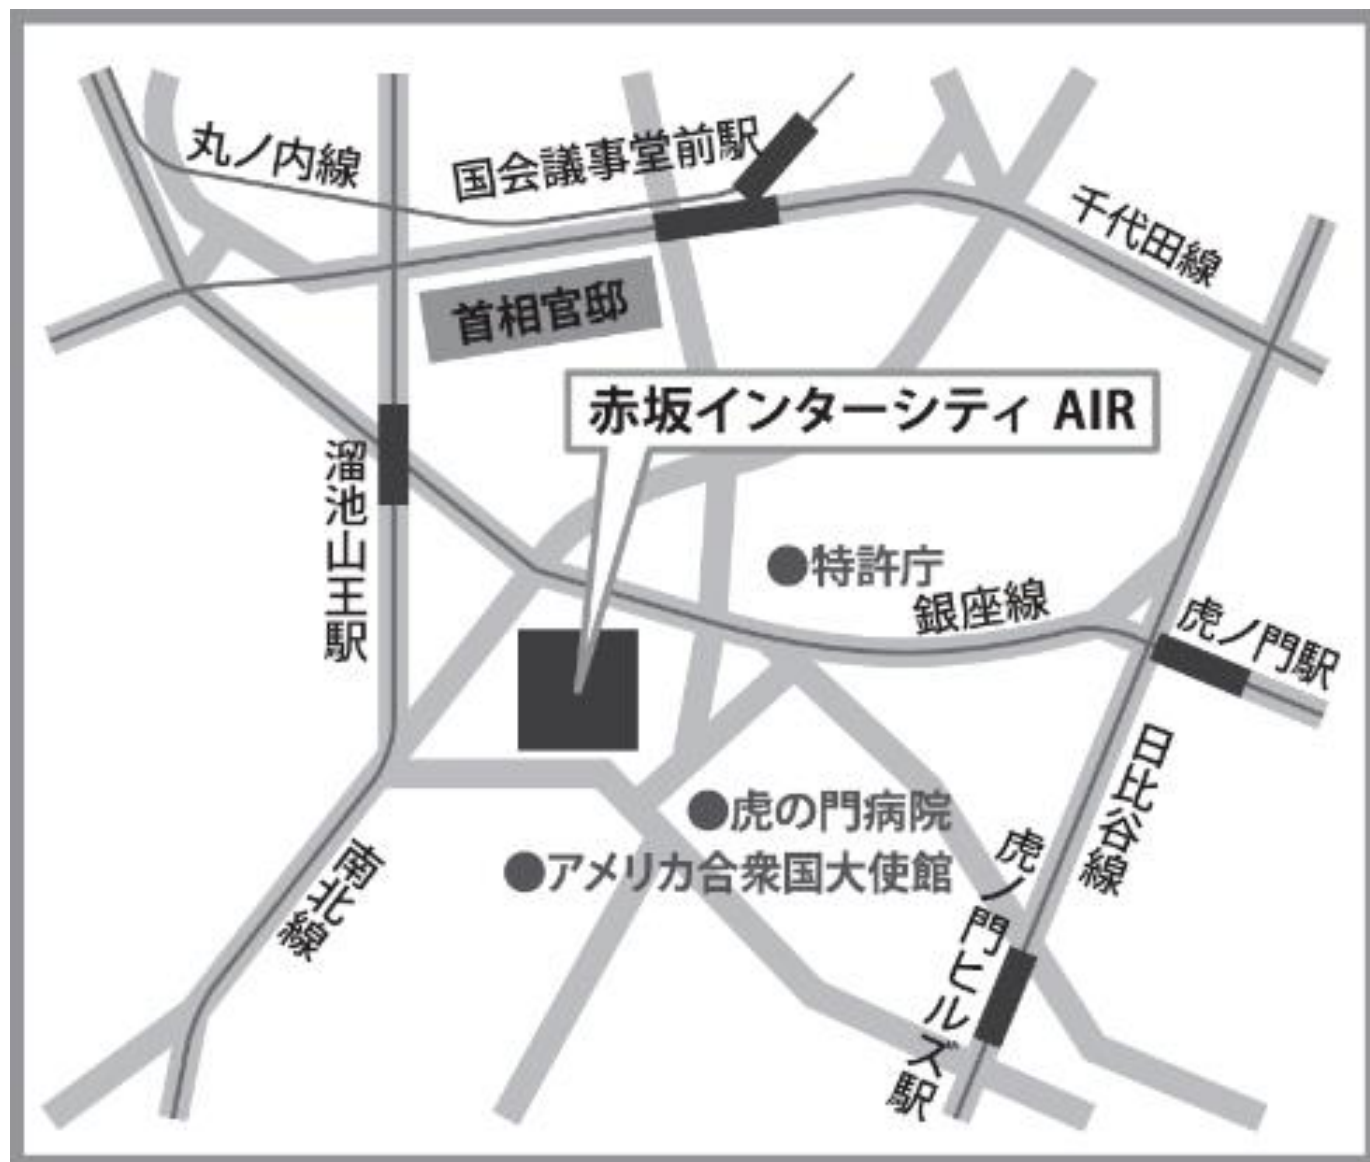 丸ノ内線
国会議事堂前駅
千代田線
首相官邸
赤坂インターシティ AIR
溜池山王駅
●特許庁
銀座線
虎ノ門駅
日比谷線
●虎の門病院
●アメリカ合衆国大使館
南北線
虎ノ門ヒルズ駅